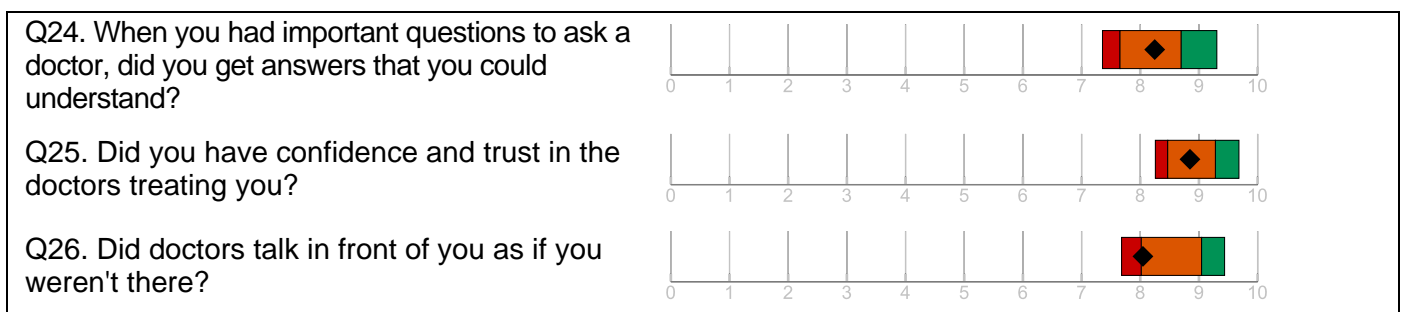 Q24. When you had important questions to ask a
doctor, did you get answers that you could
understand?
0 1 2 3 4 5 6 7 8 9 10
Q25. Did you have confidence and trust in the
doctors treating you?
0 1 2 3 4 5 6 7 8 9 10
Q26. Did doctors talk in front of you as if you
weren't there?
0 1 2 3 4 5 6 7 8 9 10